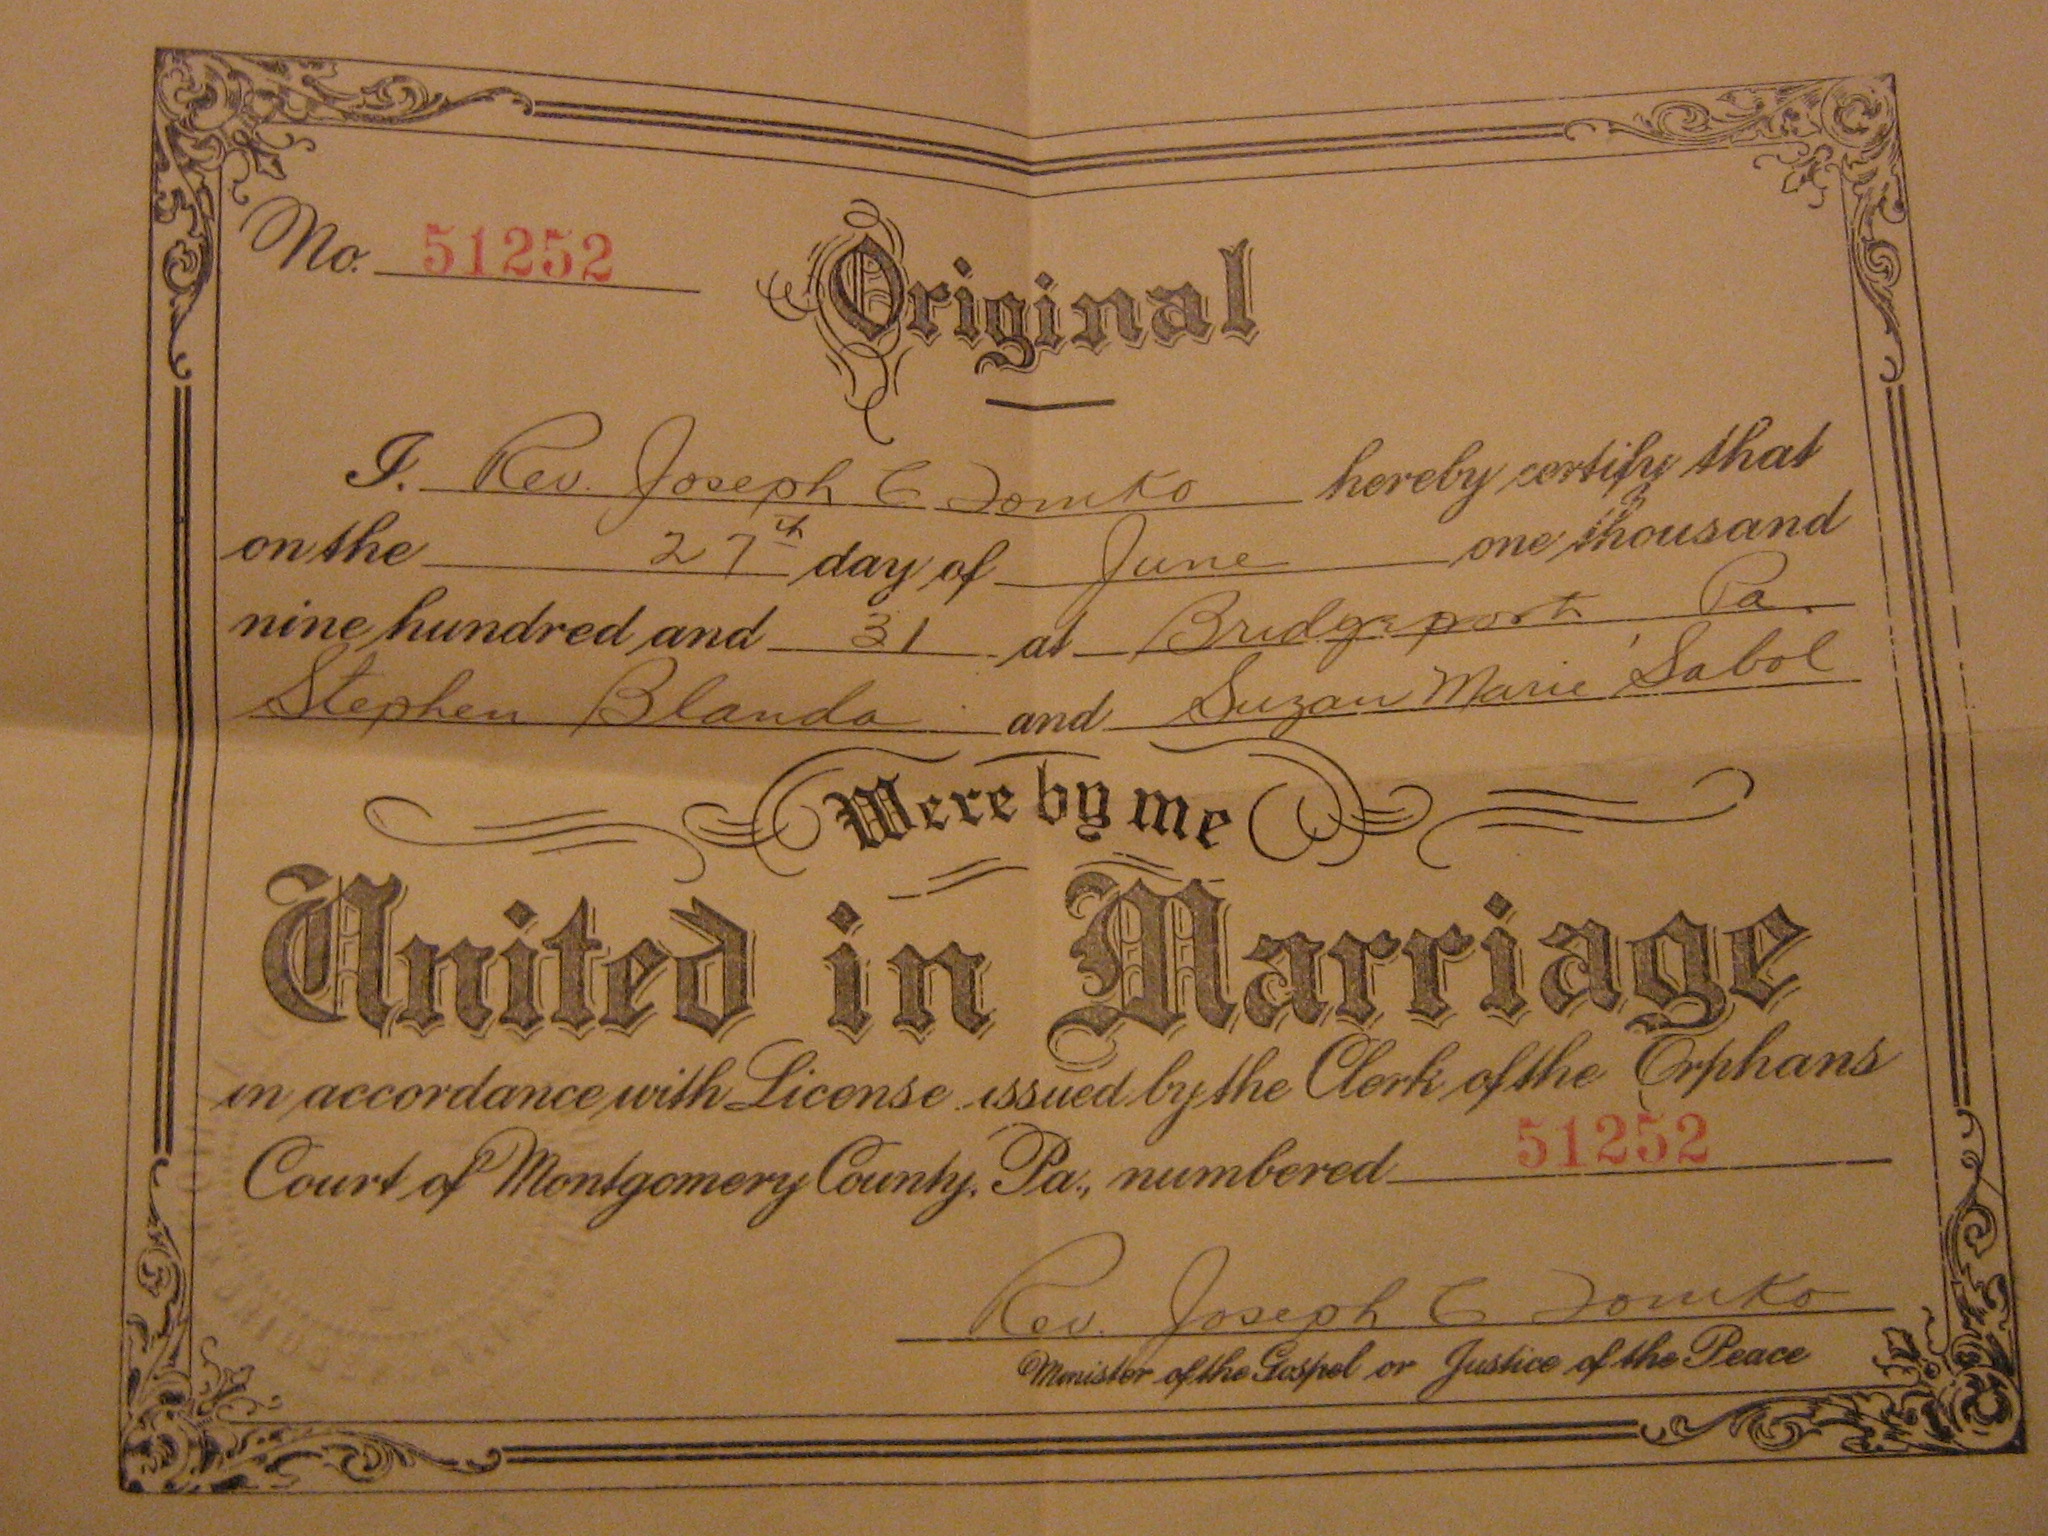 No. 51252
Original
I. Rev. Joseph C Tomko hereby certify that
on the 27th day of June one thousand
nine hundred and 31 at Bridgeport Pa.
Stephen Blanda and Suzan Marie Sabol
Were by me
United in Marriage
in accordance with License issued by the Clerk of the Orphans
Court of Montgomery County, Pa., numbered 51252
Rev. Joseph C Tomko
Minister of the Gospel or Justice of the Peace